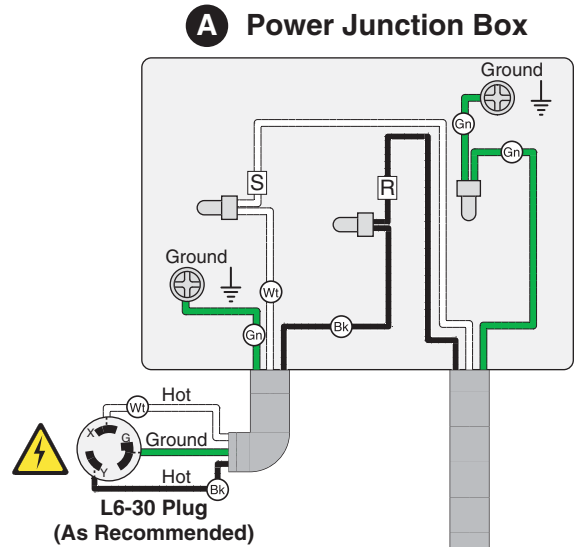 A Power Junction Box
Ground
Gn
Gn
S
R
Ground
Wt
Gn
Bk
Hot
Wt
X
G
Ground
Y
Hot
Bk
L6-30 Plug
(As Recommended)